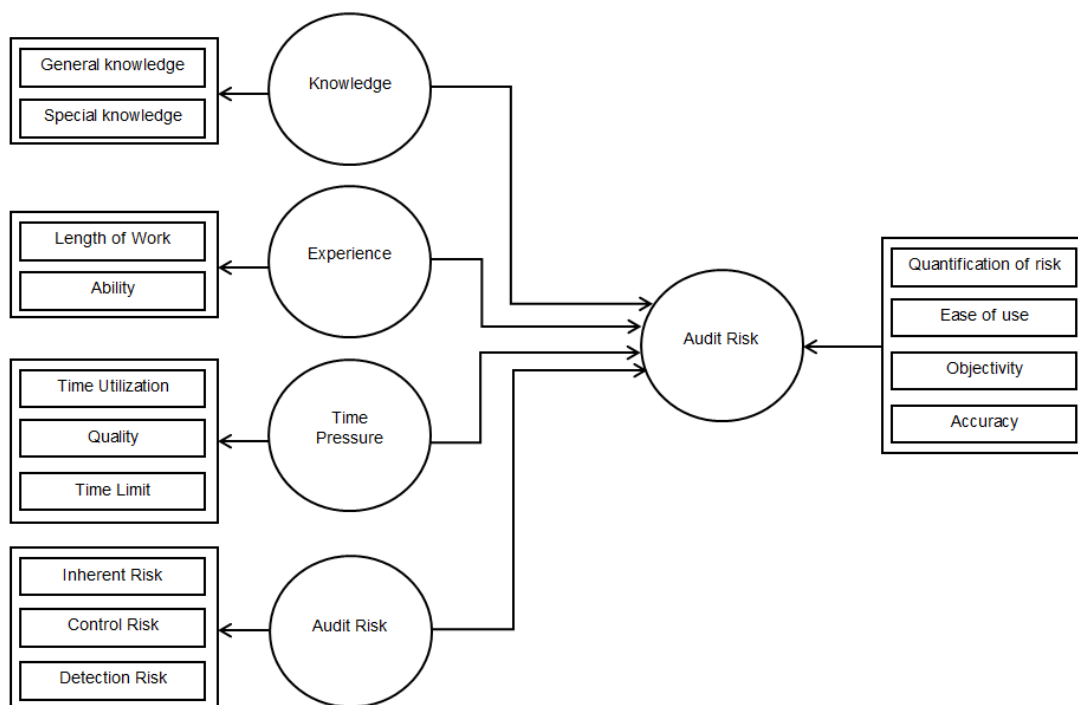 General knowledge
Special knowledge
Knowledge
Length of Work
Ability
Experience
Time Utilization
Quality
Time Limit
Time
Pressure
Inherent Risk
Control Risk
Detection Risk
Audit Risk
Audit Risk
Quantification of risk
Ease of use
Objectivity
Accuracy